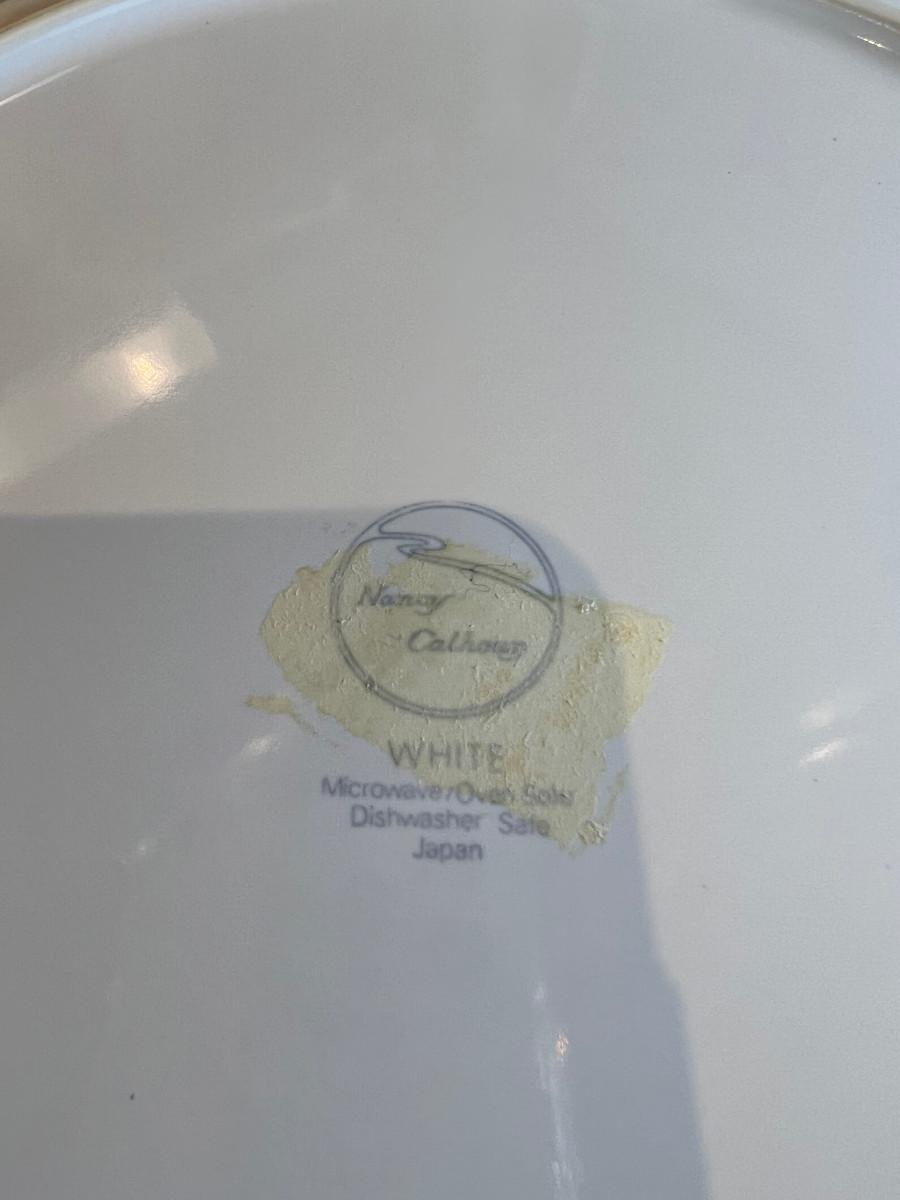 Nancy
Calhoun
WHITE
Microwave/Oven Safe
Dishwasher Safe
Japan